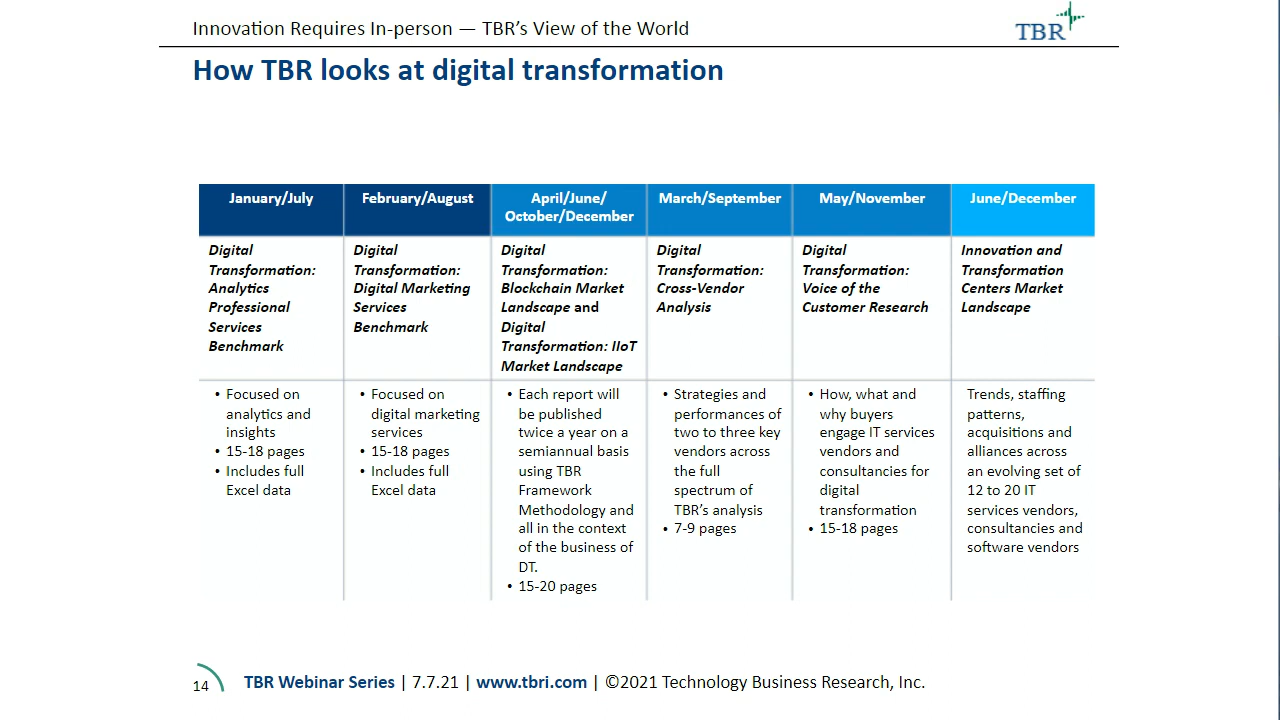 Innovation Requires In-person — TBR's View of the World
TBR
How TBR looks at digital transformation
January/July
February/August
April/June/
October/December
March/September
May/November
June/December
Digital
Transformation:
Analytics
Professional
Services
Benchmark
Digital
Transformation:
Digital Marketing
Services
Benchmark
Digital
Transformation:
Blockchain Market
Landscape and
Digital
Transformation: IIoT
Market Landscape
Digital
Transformation:
Cross-Vendor
Analysis
Digital
Transformation:
Voice of the
Customer Research
Innovation and
Transformation
Centers Market
Landscape
• Focused on
analytics and
insights
• 15-18 pages
• Includes full
Excel data
• Focused on
digital marketing
services
• 15-18 pages
• Includes full
Excel data
• Each report will
be published
twice a year on a
semiannual basis
using TBR
Framework
Methodology and
all in the context
of the business of
DT.
• 15-20 pages
• Strategies and
performances of
two to three key
vendors across
the full
spectrum of
TBR's analysis
• 7-9 pages
• How, what and
why buyers
engage IT services
vendors and
consultancies for
digital
transformation
• 15-18 pages
Trends, staffing
patterns,
acquisitions and
alliances across
an evolving set of
12 to 20 IT
services vendors,
consultancies and
software vendors
14
TBR Webinar Series | 7.7.21 | www.tbri.com | ©2021 Technology Business Research, Inc.